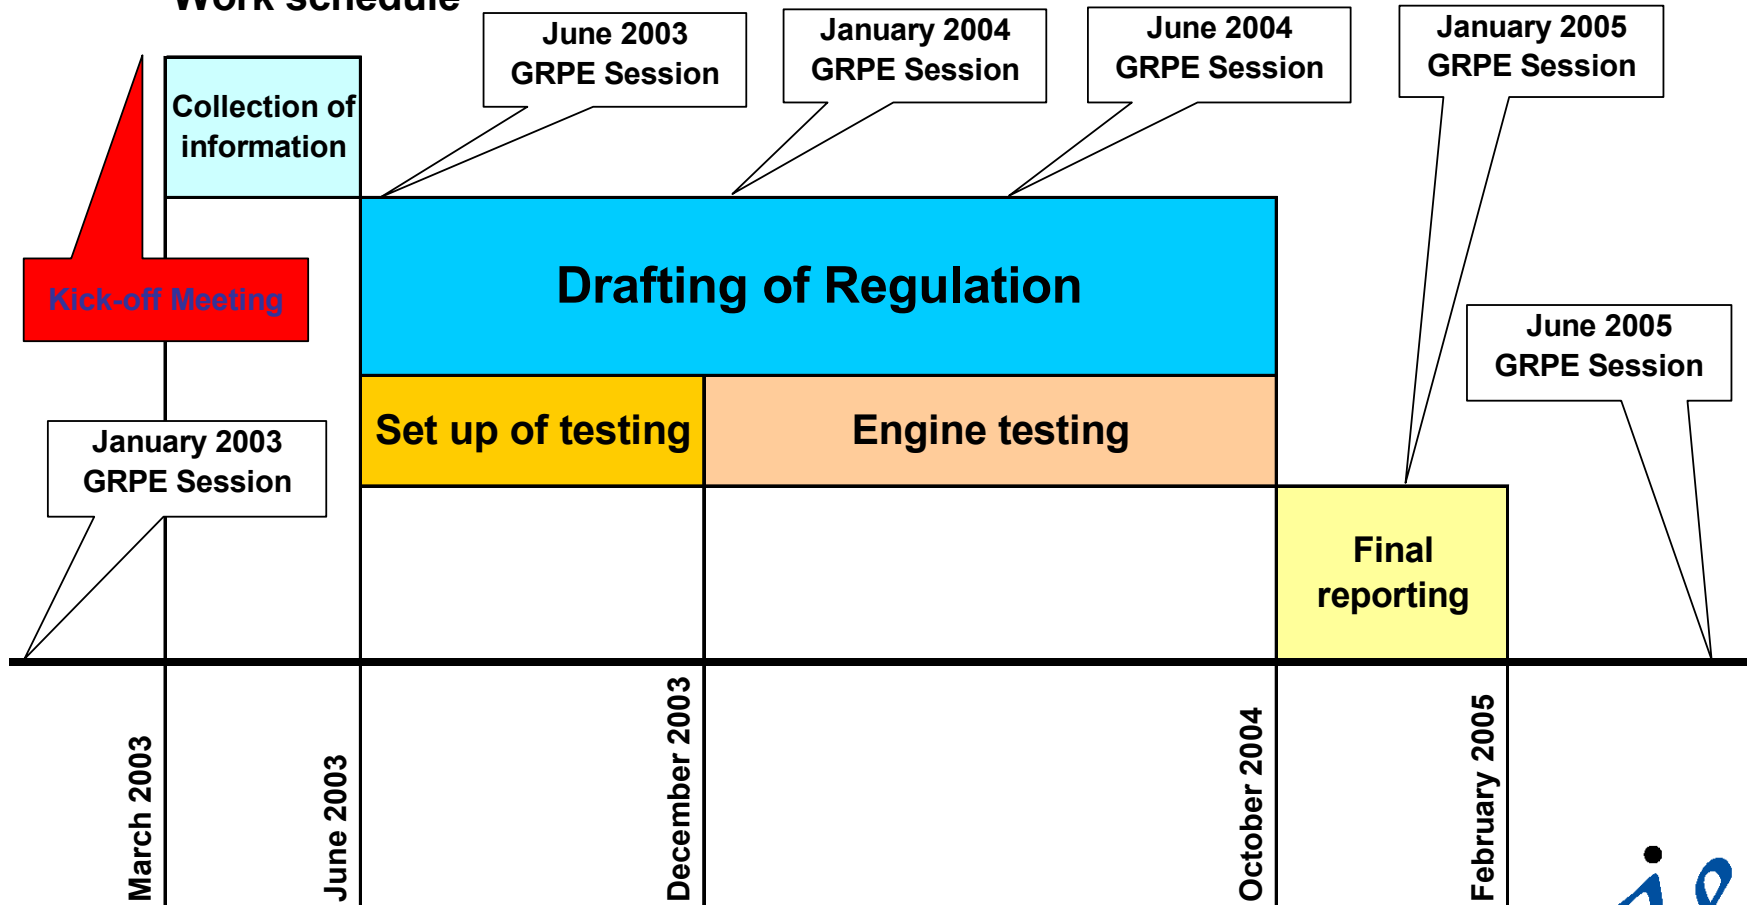 Work schedule
June 2003
GRPE Session
January 2004
GRPE Session
June 2004
GRPE Session
January 2005
GRPE Session
Collection of
information
Kick-off Meeting
Drafting of Regulation
June 2005
GRPE Session
Set up of testing
Engine testing
January 2003
GRPE Session
Final
reporting
March 2003
June 2003
December 2003
October 2004
February 2005